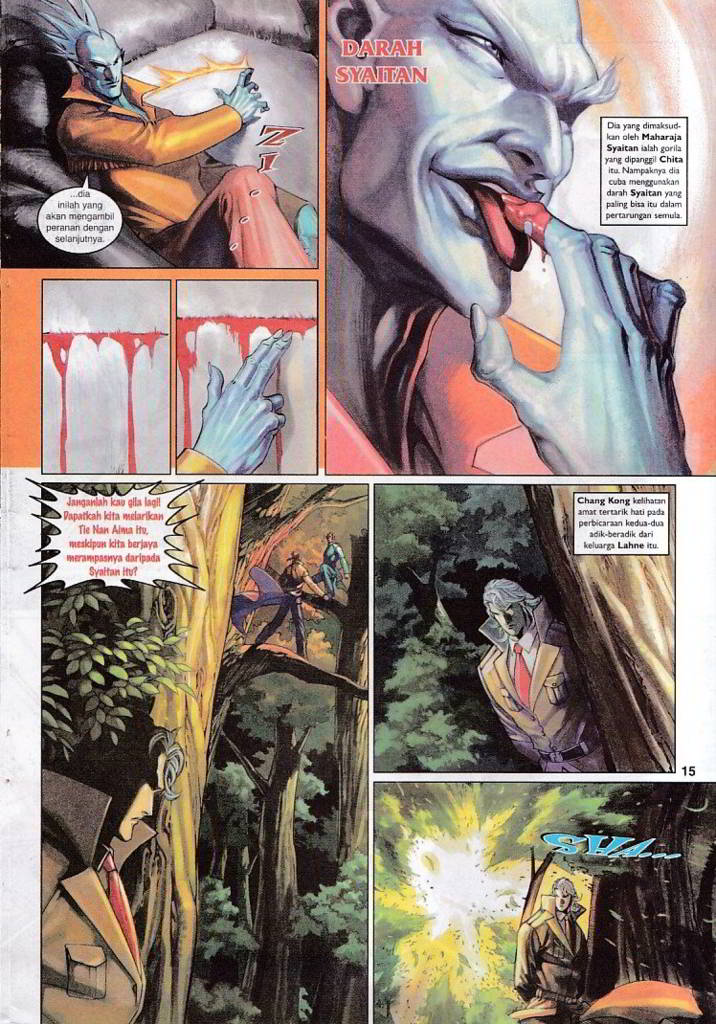 ZI
...dia
inilah yang
akan mengambil
peranan dengan
selanjutnya.
DARAH
SYAITAN
Dia yang dimaksud-
kan oleh Maharaja
Syaitan ialah gorila
yang dipanggil Chita
itu. Nampaknya dia
cuba menggunakan
darah Syaitan yang
paling bisa itu dalam
pertarungan semula.
Janganlah kau gila lagi!
Dapatkah kita melarikan
Tie Nan Alma itu,
meskipun kita berjaya
merampasnya daripada
Syaitan itu?
Chang Kong kelihatan
amat tertarik hati pada
perbicaraan kedua-dua
adik-beradik dari
keluarga Lahne itu.
15
SHA...